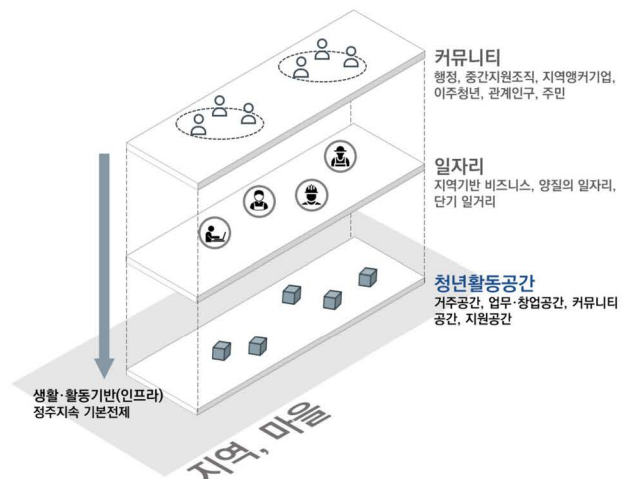 커뮤니티
행정, 중간지원조직, 지역앵커기업,
이주청년, 관계인구, 주민
일자리
지역기반 비즈니스, 양질의 일자리,
단기 일거리
청년활동공간
거주공간, 업무·창업공간, 커뮤니티
공간, 지원공간
생활·활동기반(인프라)
정주지속 기본전제
지역, 마을